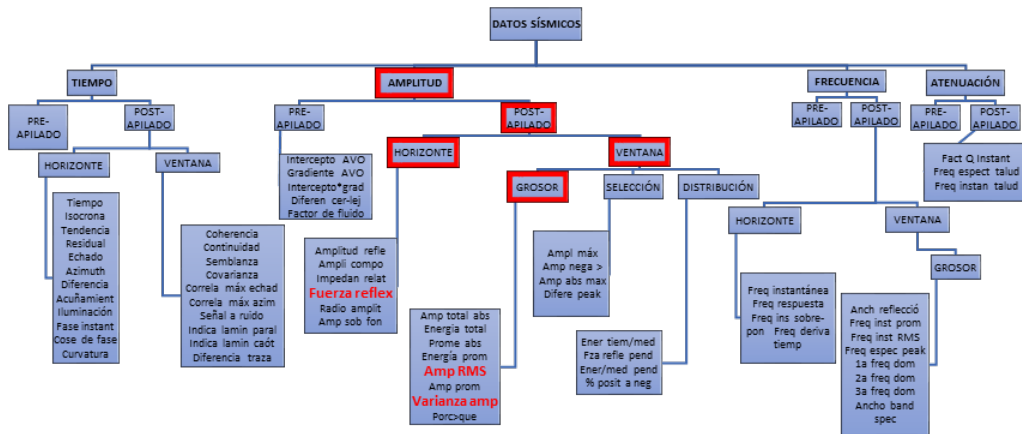 DATOS SÍSMICOS
TIEMPO
AMPLITUD
FRECUENCIA
ATENUACIÓN
PRE-
APILADO
POST-
APILADO
PRE-
APILADO
POST-
APILADO
PRE-
APILADO
POST-
APILADO
PRE-
APILADO
POST-
APILADO
HORIZONTE
VENTANA
HORIZONTE
VENTANA
GROSOR
SELECCIÓN
DISTRIBUCIÓN
HORIZONTE
VENTANA
GROSOR
Tiempo
Isocrona
Tendencia
Residual
Echado
Azimuth
Diferencia
Acuñamient
Iluminación
Fase instant
Cose de fase
Curvatura
Coherencia
Continuidad
Semblanza
Covarianza
Correla máx echad
Correla máx azim
Señal a ruido
Indica lamin paral
Indica lamin caót
Diferencia traza
Intercepto AVO
Gradiente AVO
Intercepto*grad
Diferen cer-lej
Factor de fluido
Amplitud refle
Ampli compo
Impedan relat
Fuerza reflex
Radio amplit
Amp sob fon
Amp total abs
Energia total
Prome abs
Energía prom
Amp RMS
Amp prom
Varianza amp
Porc>que
Ampl máx
Amp nega >
Amp abs max
Difere peak
Ener tiem/med
Fza refle pend
Ener/med pend
% posit a neg
Freq instantánea
Freq respuesta
Freq ins sobre-
pon Freq deriva
tiemp
Anch reflecció
Freq inst prom
Freq inst RMS
Freq espec peak
1a freq dom
2a freq dom
3a freq dom
Ancho band
spec
Fact Q Instant
Freq espect talud
Freq instan talud